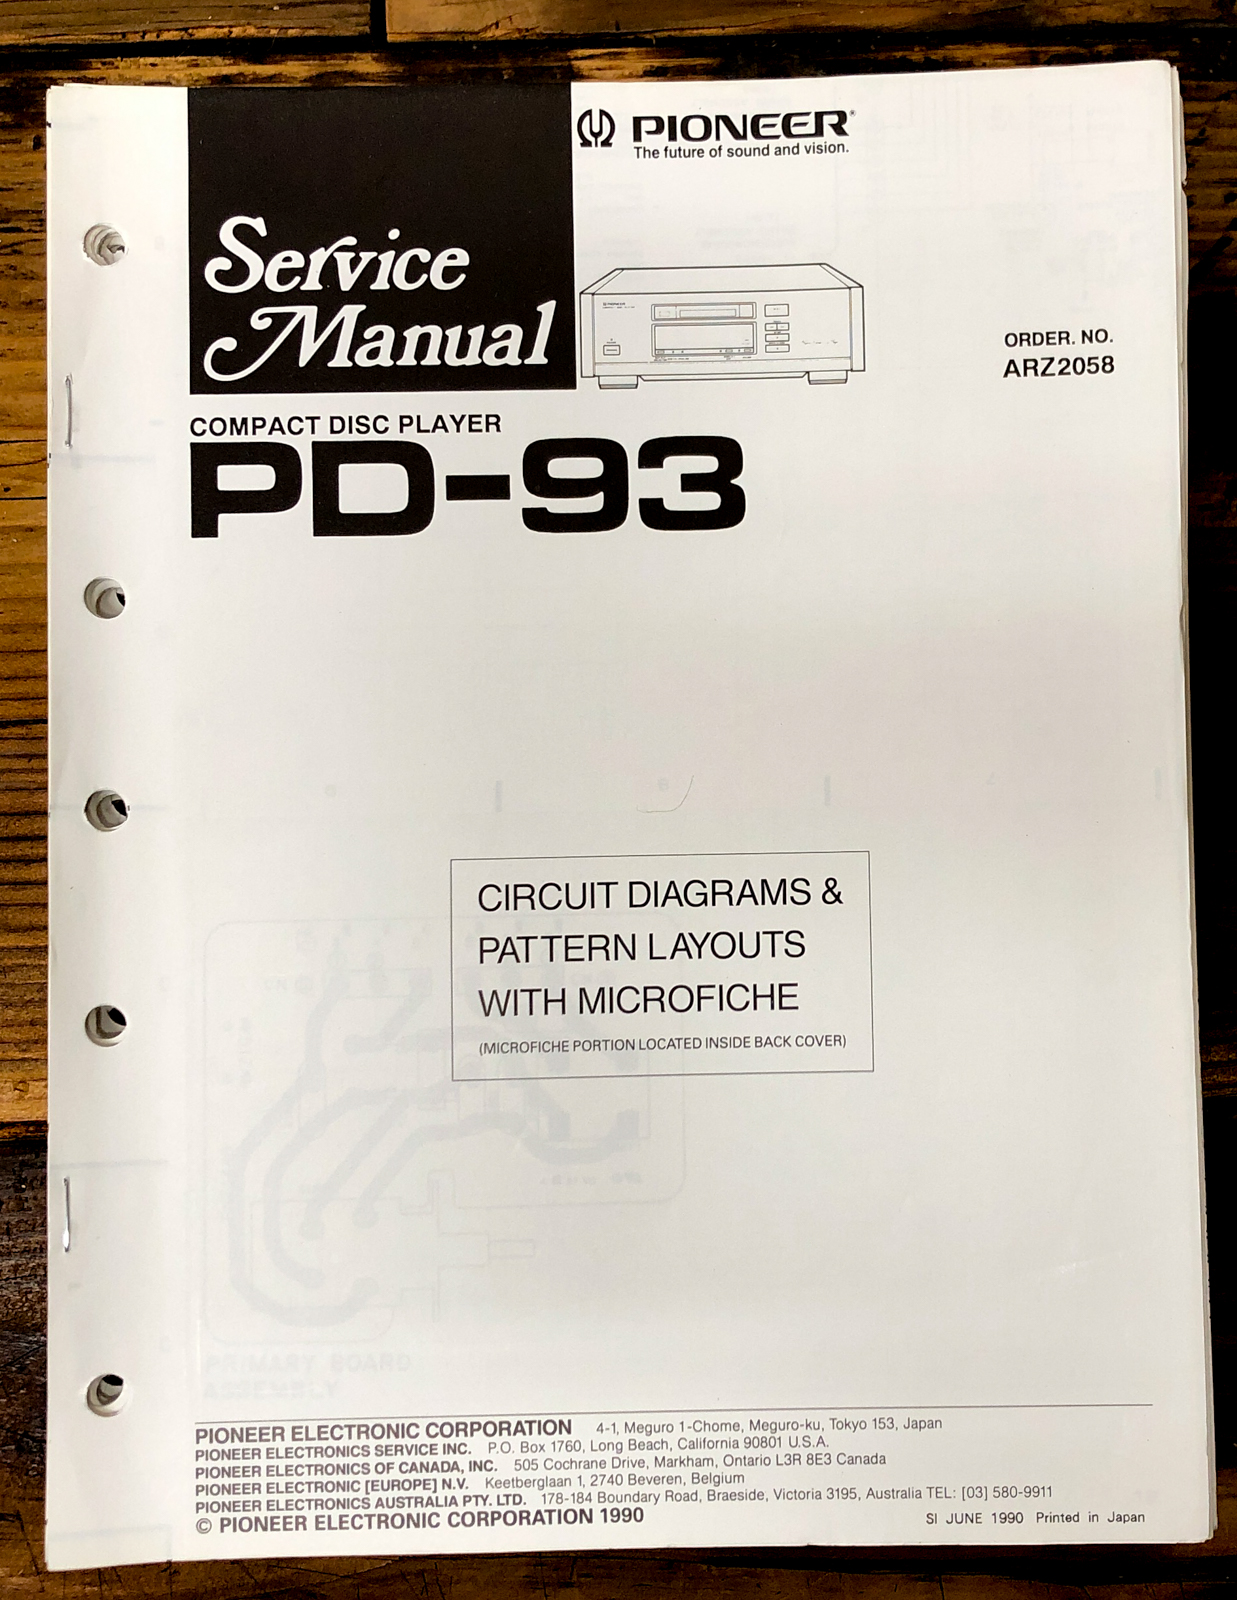 PIONEER®
The future of sound and vision.
Service
Manual
PIONEER
ORDER. NO.
ARZ2058
COMPACT DISC PLAYER
PD-93
CIRCUIT DIAGRAMS &
PATTERN LAYOUTS
WITH MICROFICHE
(MICROFICHE PORTION LOCATED INSIDE BACK COVER)
PRIMARY BOARD
ASSEMBLY
PIONEER ELECTRONIC CORPORATION 4-1, Meguro 1-Chome, Meguro-ku, Tokyo 153, Japan
PIONEER ELECTRONICS SERVICE INC. P.O. Box 1760, Long Beach, California 90801 U.S.A.
PIONEER ELECTRONICS OF CANADA, INC. 505 Cochrane Drive, Markham, Ontario L3R 8E3 Canada
PIONEER ELECTRONIC [EUROPE] N.V. Keetberglaan 1, 2740 Beveren, Belgium
PIONEER ELECTRONICS AUSTRALIA PTY. LTD. 178-184 Boundary Road, Braeside, Victoria 3195, Australia TEL: [03] 580-9911
© PIONEER ELECTRONIC CORPORATION 1990
SI JUNE 1990 Printed in Japan